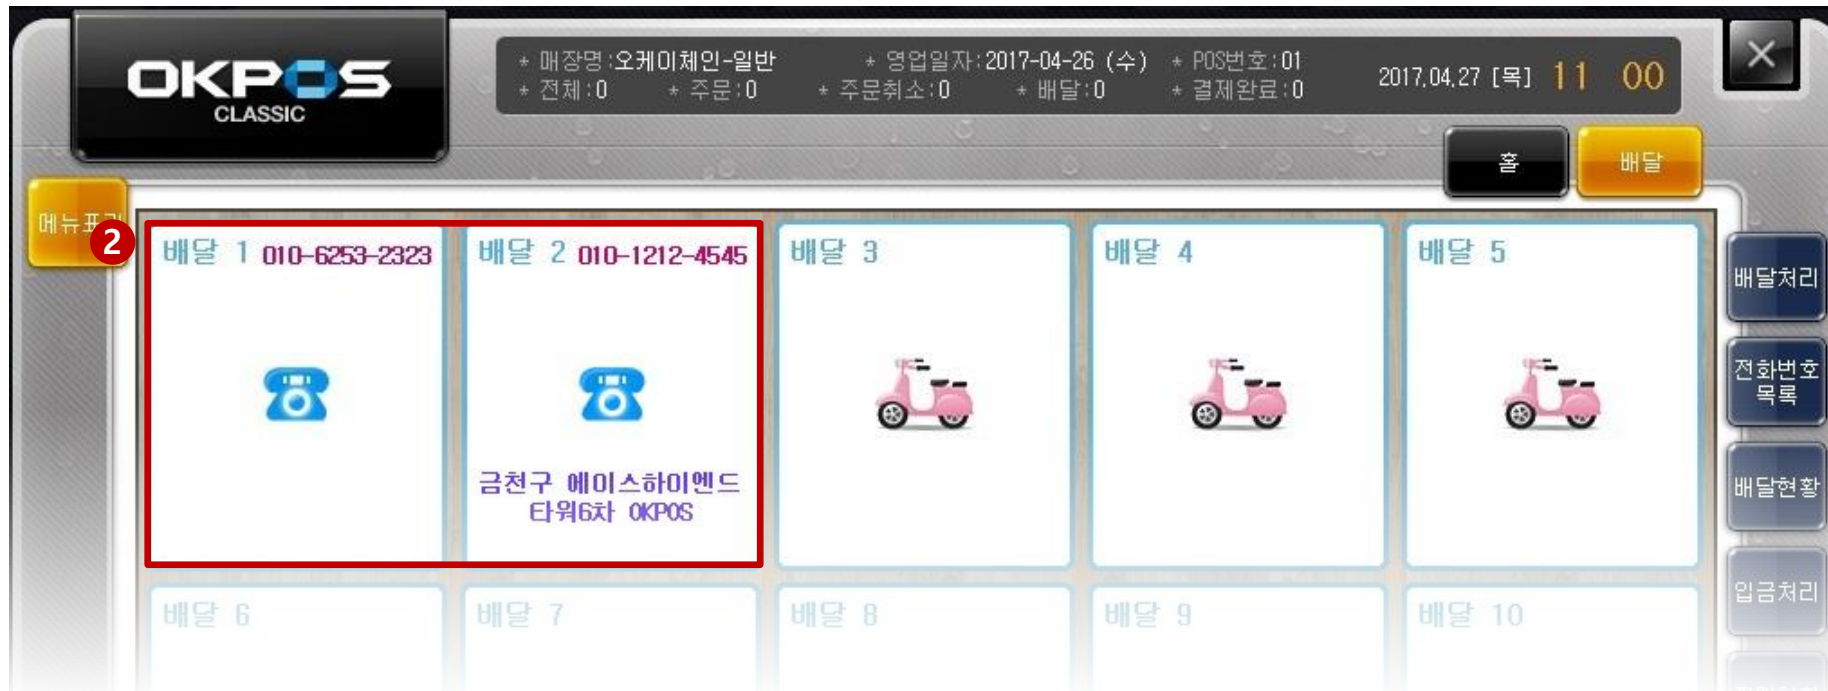 OKPOS
CLASSIC
* 매장명:오케이체인-일반 * 영업일자:2017-04-26 (수) * POS번호:01
* 전체:0 * 주문:0 * 주문취소:0 * 배달:0 * 결제완료:0
2017,04,27 [목] 11 00
홀 배달
2
배달 1 010-6253-2323
배달 2 010-1212-4545
금천구 에이스하이엔드
타워6차 OKPOS
배달 3
배달 4
배달 5
배달 6
배달 7
배달 8
배달 9
배달 10
배달처리
전화번호
목록
배달현황
입금처리